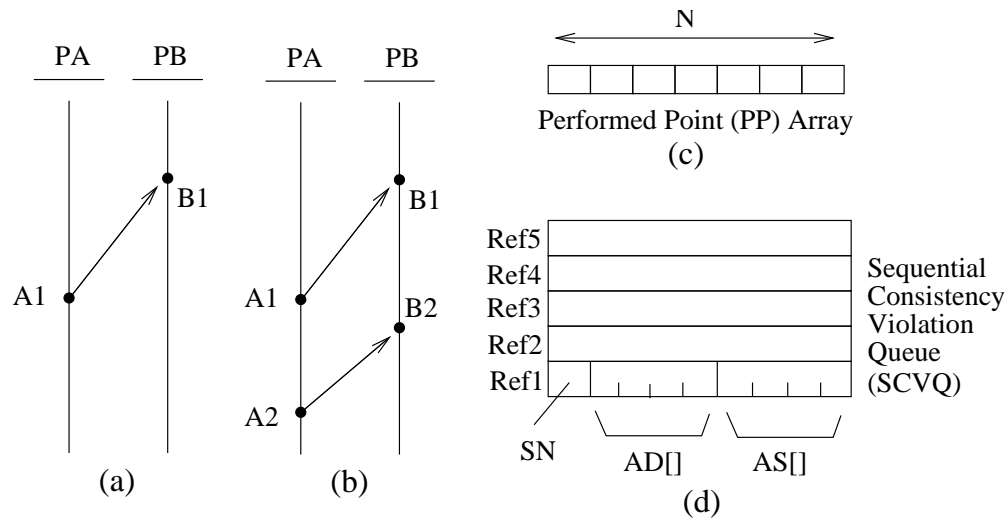 PA PB
B1
A1
(a)
PA PB
B1
A1
B2
A2
(b)
N
Performed Point (PP) Array
(c)
Ref5
Ref4
Ref3
Ref2
Ref1
Sequential
Consistency
Violation
Queue
(SCVQ)
SN
AD[]
AS[]
(d)